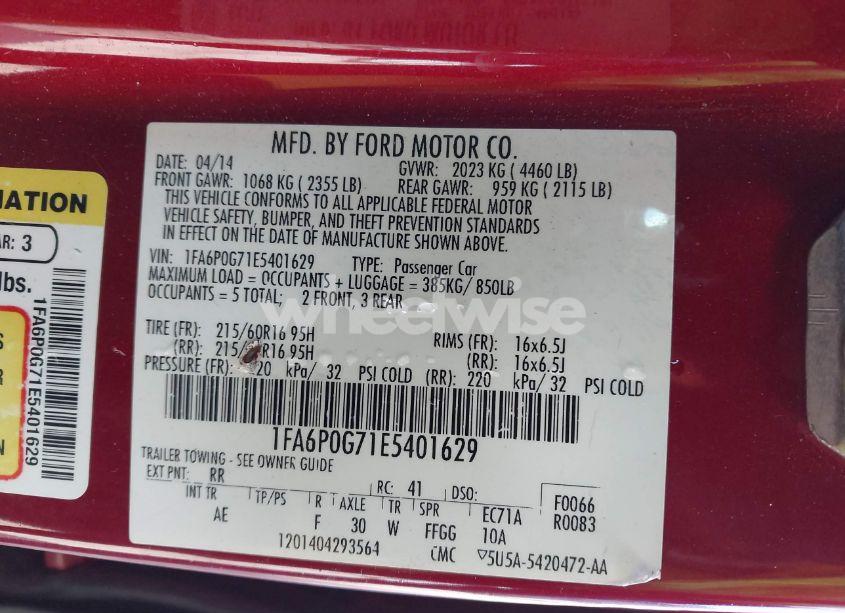 MFD. BY FORD MOTOR CO.
DATE: 04/14 GVWR: 2023 KG ( 4460 LB)
FRONT GAWR: 1068 KG ( 2355 LB) REAR GAWR: 959 KG ( 2115 LB)
THIS VEHICLE CONFORMS TO ALL APPLICABLE FEDERAL MOTOR
VEHICLE SAFETY, BUMPER, AND THEFT PREVENTION STANDARDS
IN EFFECT ON THE DATE OF MANUFACTURE SHOWN ABOVE.
VIN: 1FA6P0G71E5401629 TYPE: Passenger Car
MAXIMUM LOAD = OCCUPANTS + LUGGAGE = 385KG/ 850LB
OCCUPANTS = 5 TOTAL; 2 FRONT, 3 REAR
wheelwise
TIRE (FR): 215/60R16 95H RIMS (FR): 16x6.5J
(RR): 215/ R16 95H (RR): 16x6.5J
PRESSURE (FR): 20 kPa/ 32 PSI COLD (RR): 220 kPa/ 32 PSI COLD
1FA6P0G71E5401629
TRAILER TOWING - SEE OWNER GUIDE
EXT PNT: RR RC: 41 DSO: F0066
R0083
INT TR TP/PS R AXLE TR SPR EC71A
AE F 30 W FFGG 10A
1201404293564 CMC 5U5A-5420472-AA
MATION
AR: 3
lbs.
1FA6P0G71E5401629
S
R
N